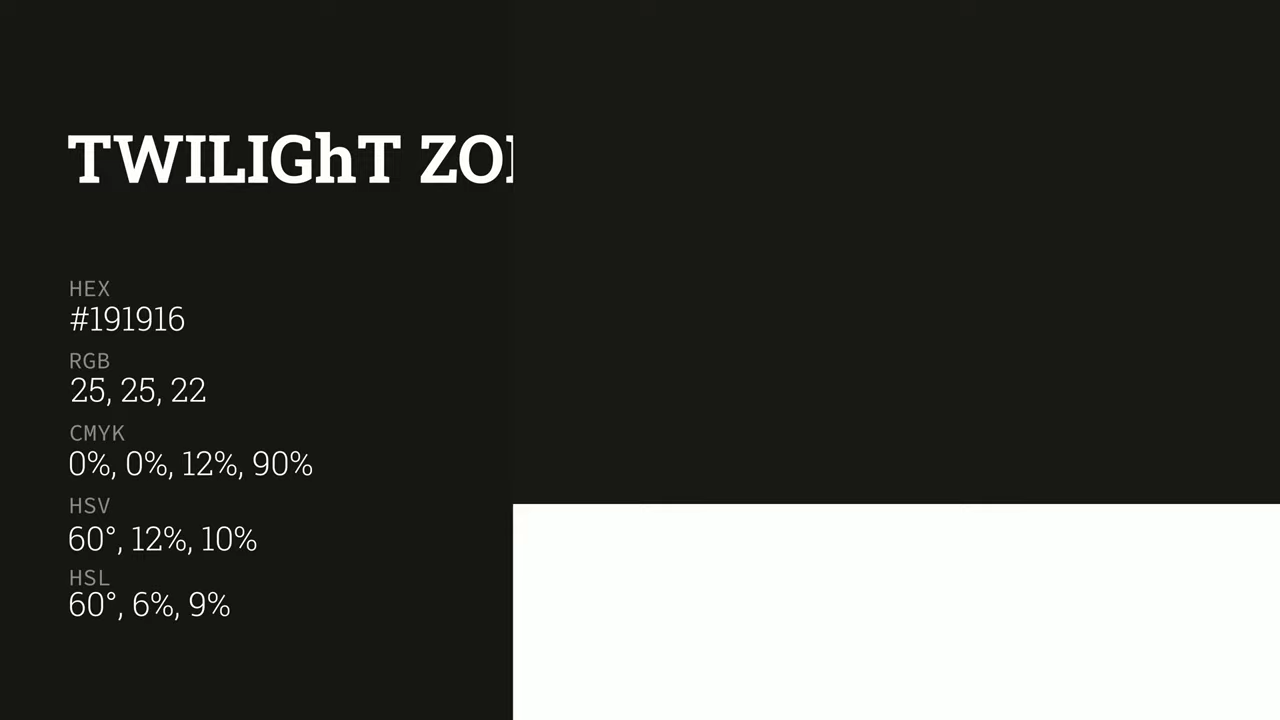 TWILIGhT ZO
HEX
#191916
RGB
25, 25, 22
CMYK
0%, 0%, 12%, 90%
HSV
60°, 12%, 10%
HSL
60°, 6%, 9%